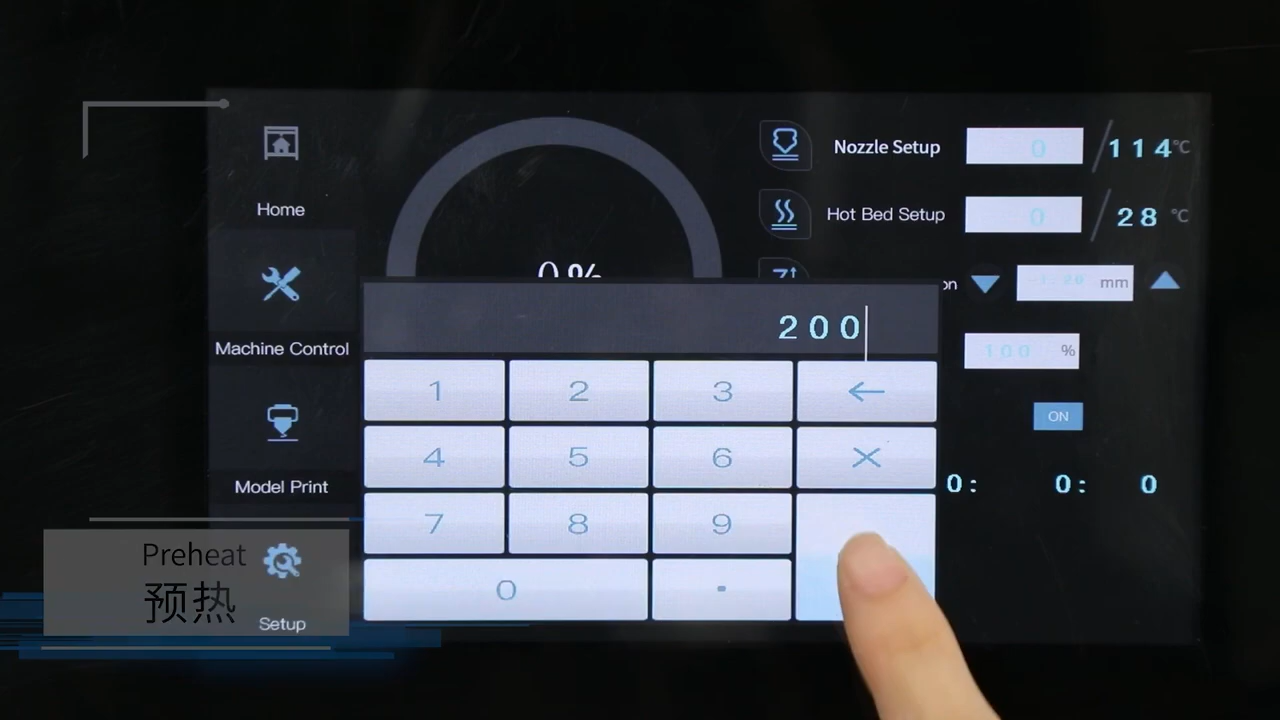 Home
Machine Control
Model Print
Setup
Preheat
预热
0%
Nozzle Setup 0 /114℃
Hot Bed Setup 0 /28 ℃
mm
100 %
ON
0: 0: 0
200
1 2 3 ←
4 5 6 ×
7 8 9
0 .